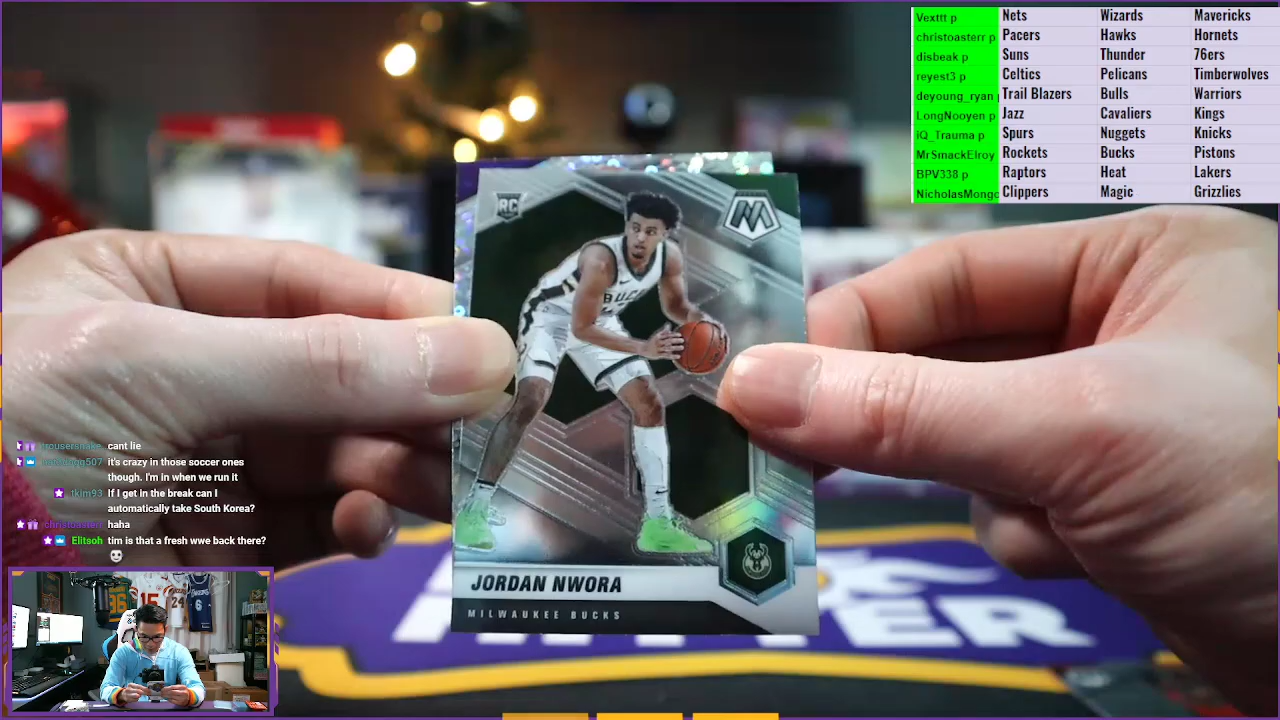 Vexttt p Nets Wizards Mavericks
christoasterr p Pacers Hawks Hornets
disbeak p Suns Thunder 76ers
reyest3 p Celtics Pelicans Timberwolves
deyoung_ryan Trail Blazers Bulls Warriors
LongNooyen p Jazz Cavaliers Kings
iQ_Trauma p Spurs Nuggets Knicks
MrSmackElroy Rockets Bucks Pistons
BPV338 p Raptors Heat Lakers
NicholasMongo Clippers Magic Grizzlies
RC
M
BUCKS
cant lie
it's crazy in those soccer ones
though. I'm in when we run it
tkim93 If I get in the break can I
automatically take South Korea?
christoasterr haha
Elitsoh tim is that a fresh wwe back there?
JORDAN NWORA
MILWAUKEE BUCKS